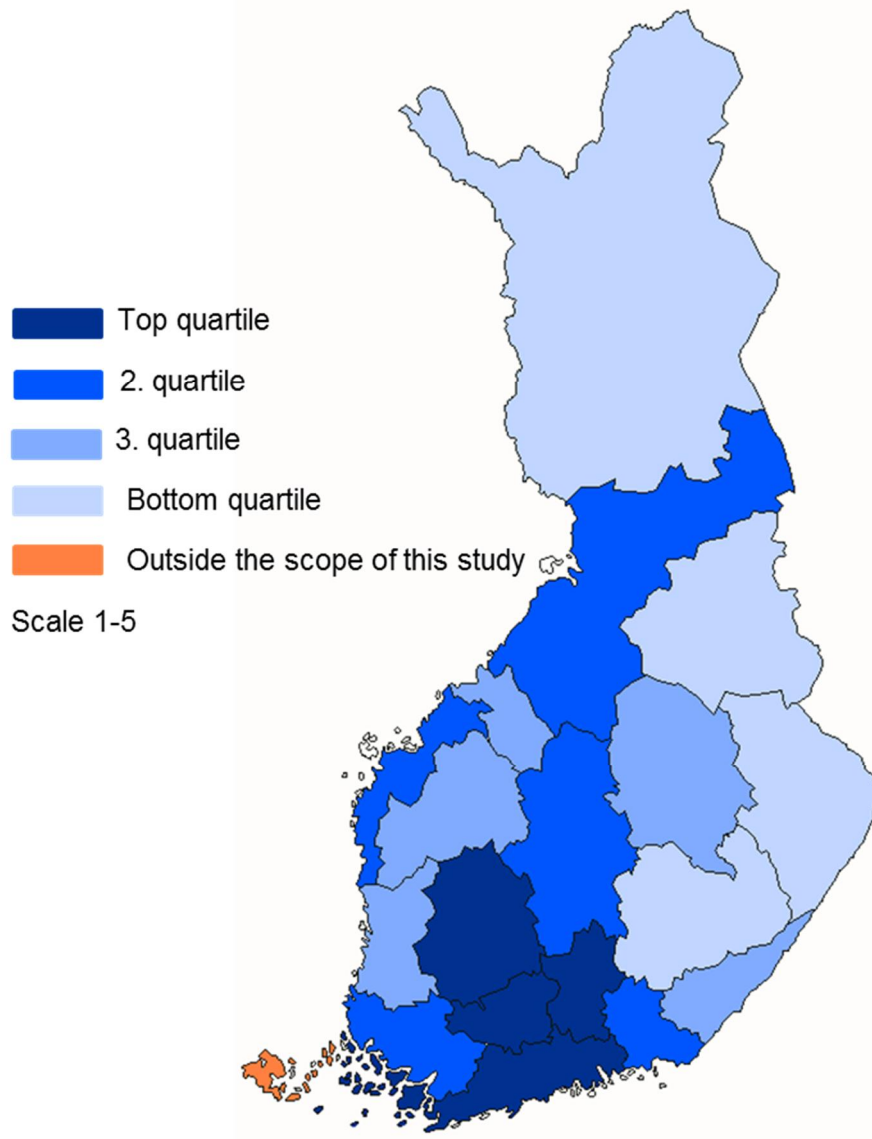 Top quartile
2. quartile
3. quartile
Bottom quartile
Outside the scope of this study
Scale 1-5